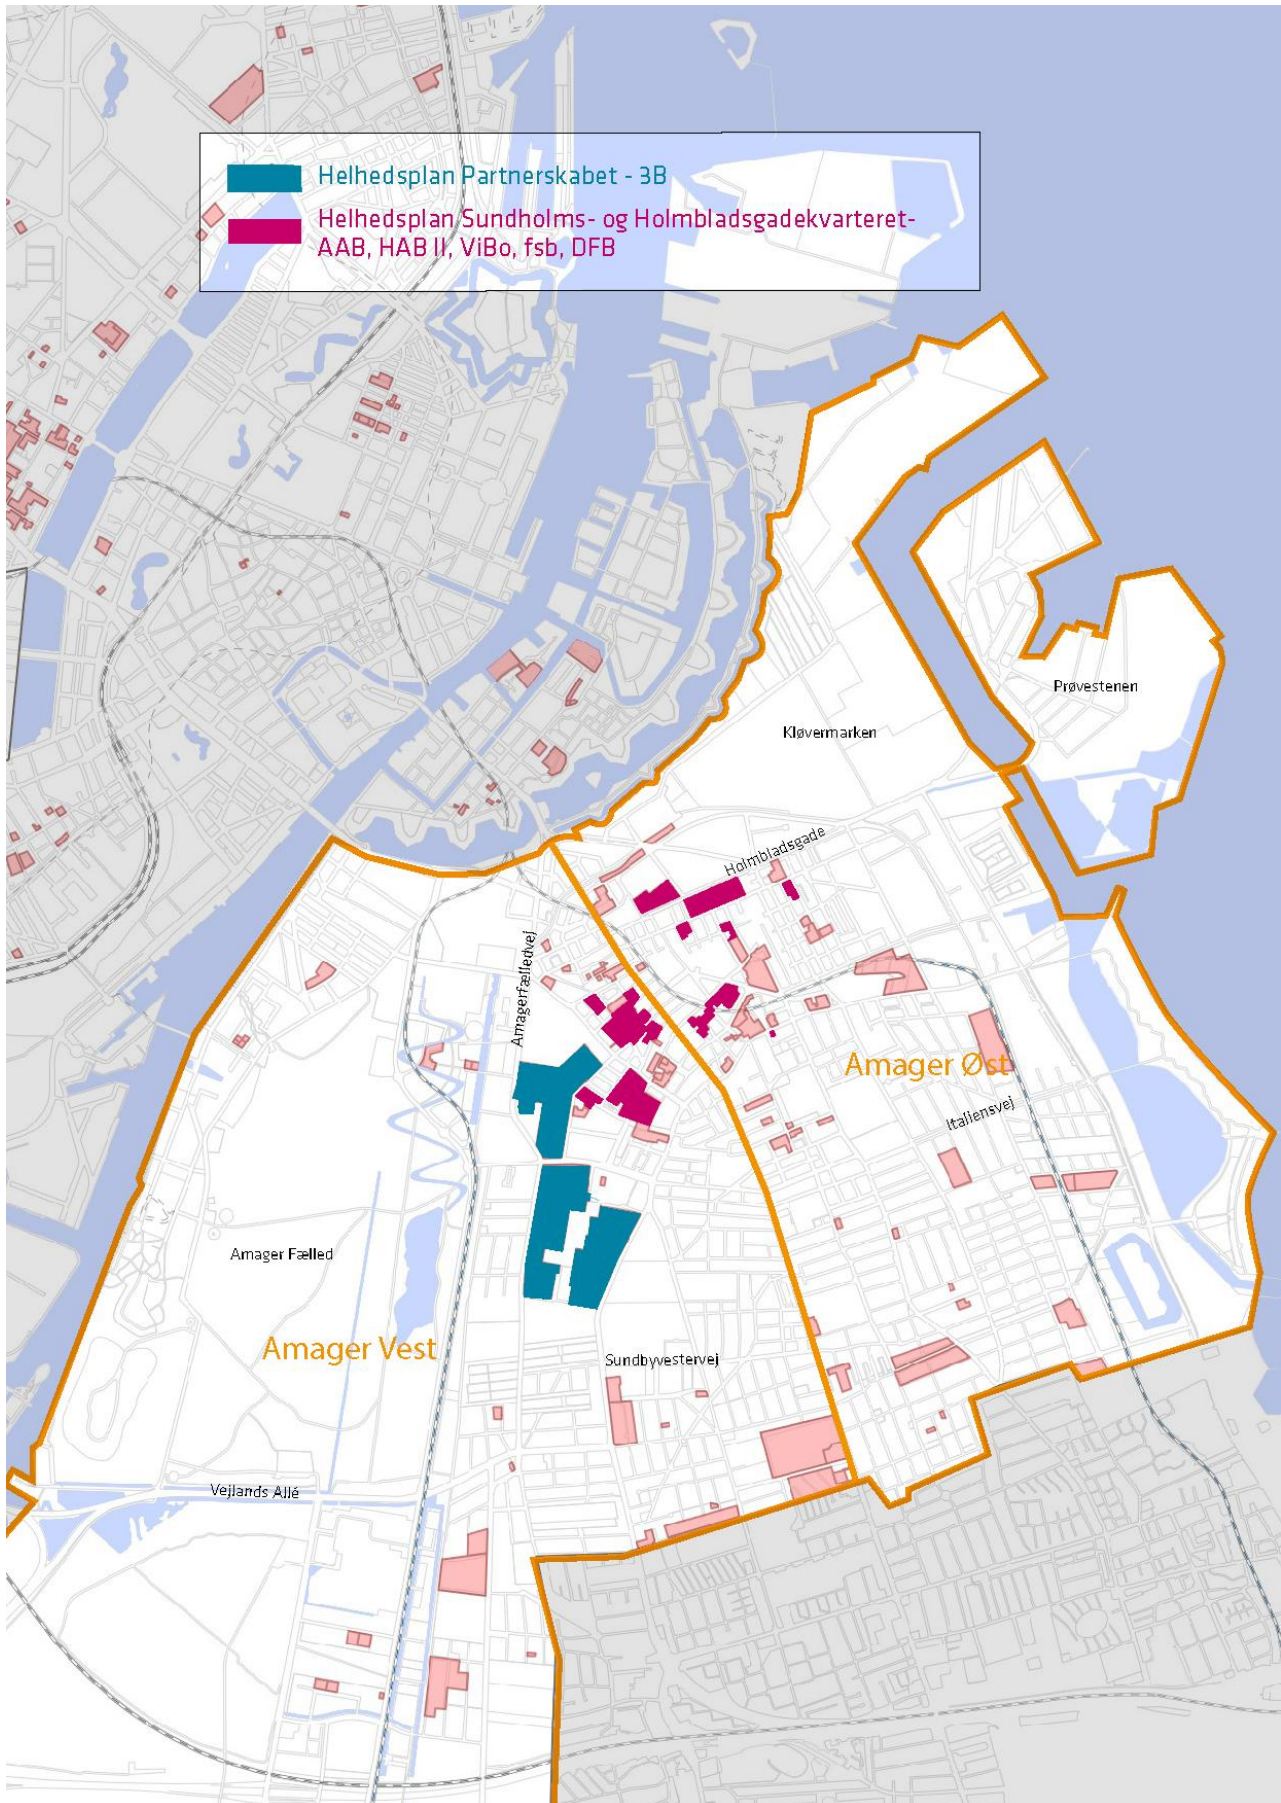 Helhedsplan Partnerskabet - 3B
Helhedsplan Sundholms- og Holmbladsgadekvarteret-
AAB, HAB II, ViBo, fsb, DFB
Prøvestenen
Kløvermarken
Holmbladsgade
Amagerfælledvej
Amager Øst
Italiensvej
Amager Fælled
Amager Vest
Sundbyvestervej
Vejlands Allé